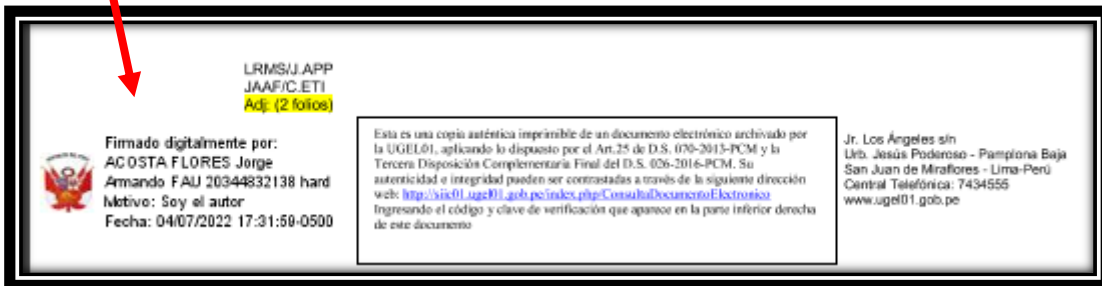 LRMS/J.APP
JAAF/C.ETI
Adj: (2 folios)
Firmado digitalmente por:
ACOSTA FLORES Jorge
Armando FAU 20344832138 hard
Motivo: Soy el autor
Fecha: 04/07/2022 17:31:59-0500
Esta es una copia auténtica imprimible de un documento electrónico archivado por
la UGEL01, aplicando lo dispuesto por el Art.25 de D.S. 070-2013-PCM y la
Tercera Disposición Complementaria Final del D.S. 026-2016-PCM. Su
autenticidad e integridad pueden ser contrastadas a través de la siguiente dirección
web: http://siic01.ugel01.gob.pe/index.php/ConsultaDocumentoElectronico
Ingresando el código y clave de verificación que aparece en la parte inferior derecha
de este documento
Jr. Los Ángeles s/n
Urb. Jesús Poderoso - Pamplona Baja
San Juan de Miraflores - Lima-Perú
Central Telefónica: 7434555
www.ugel01.gob.pe